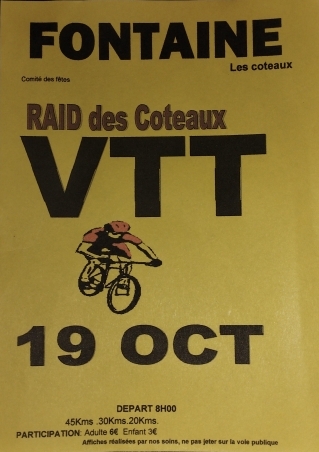 FONTAINE
Les coteaux
Comité des fêtes
RAID des Coteaux
VTT
19 OCT
DEPART 8H00
45Kms .30Kms.20Kms.
PARTICIPATION: Adulte 6€ Enfant 3€
Affiches réalisées par nos soins, ne pas jeter sur la voie publique